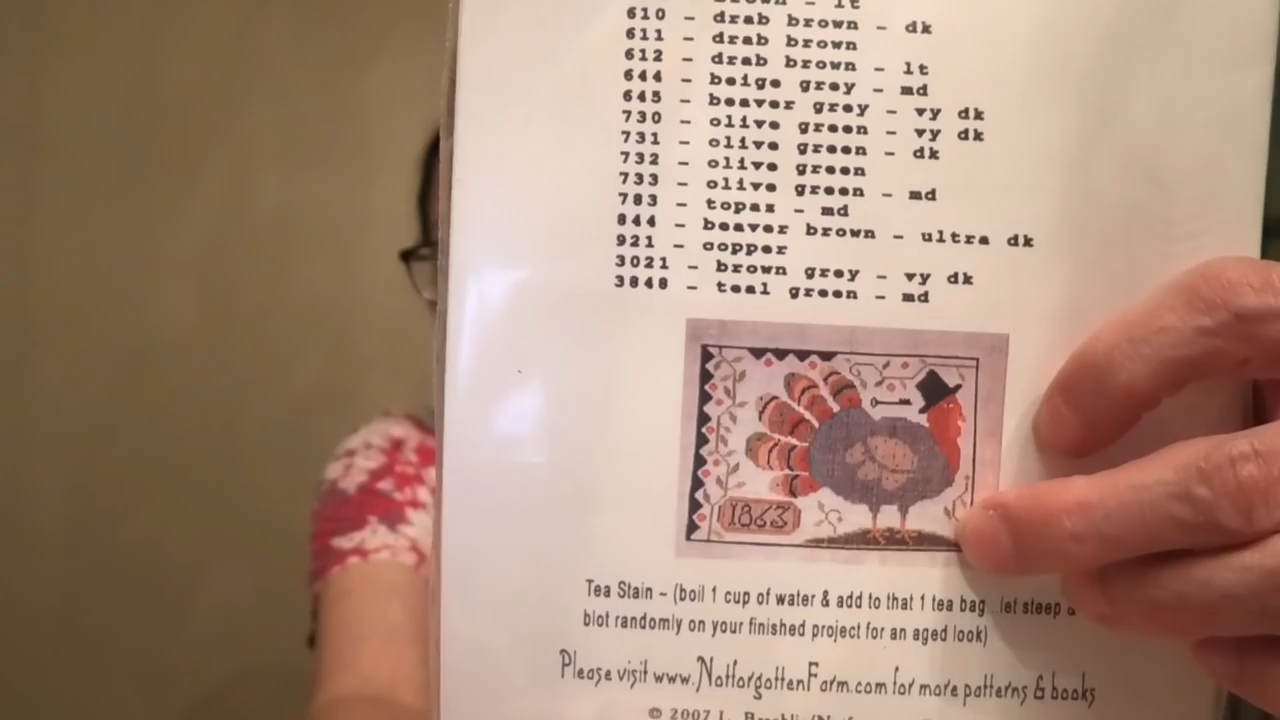 brown - lt
610 - drab brown - dk
611 - drab brown
612 - drab brown - lt
644 - beige grey - md
645 - beaver grey - vy dk
730 - olive green - vy dk
731 - olive green - dk
732 - olive green
733 - olive green - md
783 - topaz - md
844 - beaver brown - ultra dk
921 - copper
3021 - brown grey - vy dk
3848 - teal green - md
1863
Tea Stain ~ (boil 1 cup of water & add to that 1 tea bag...let steep &
blot randomly on your finished project for an aged look)
Please visit www.NotforgottenFarm.com for more patterns & books
© 2007 L.